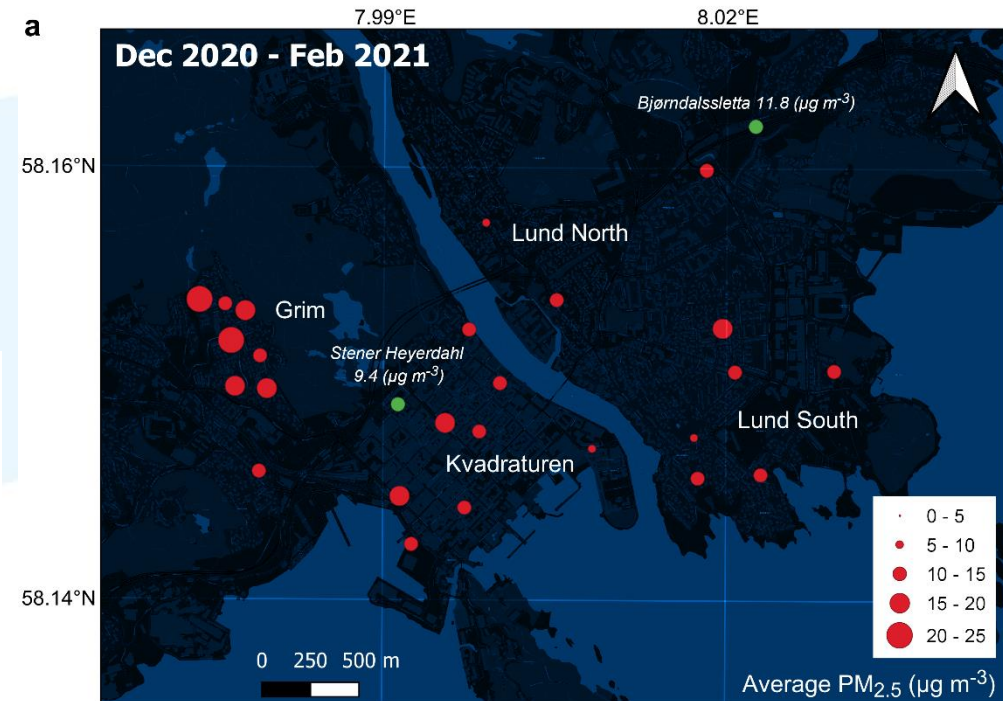 a
7.99°E
8.02°E
Dec 2020 - Feb 2021
Bjørndalssletta 11.8 (µg m⁻³)
58.16°N
Lund North
Grim
Stener Heyerdahl
9.4 (µg m⁻³)
Lund South
Kvadraturen
0 - 5
5 - 10
10 - 15
15 - 20
20 - 25
58.14°N
0 250 500 m
Average PM₂.₅ (µg m⁻³)